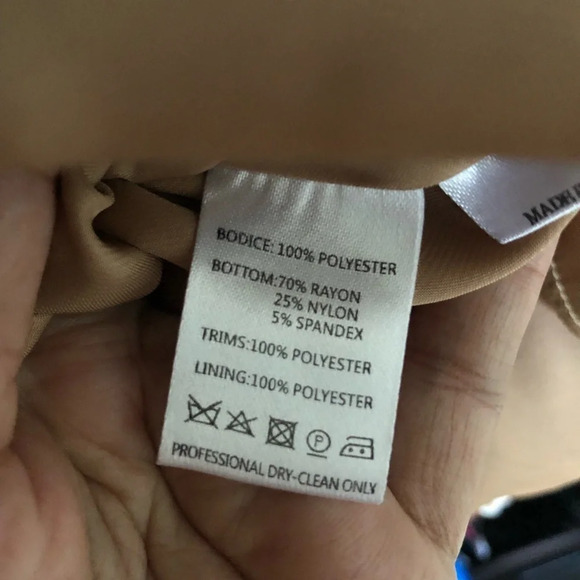 BODICE: 100% POLYESTER
BOTTOM:70% RAYON
25% NYLON
5% SPANDEX
TRIMS:100% POLYESTER
LINING:100% POLYESTER
P
PROFESSIONAL DRY-CLEAN ONLY